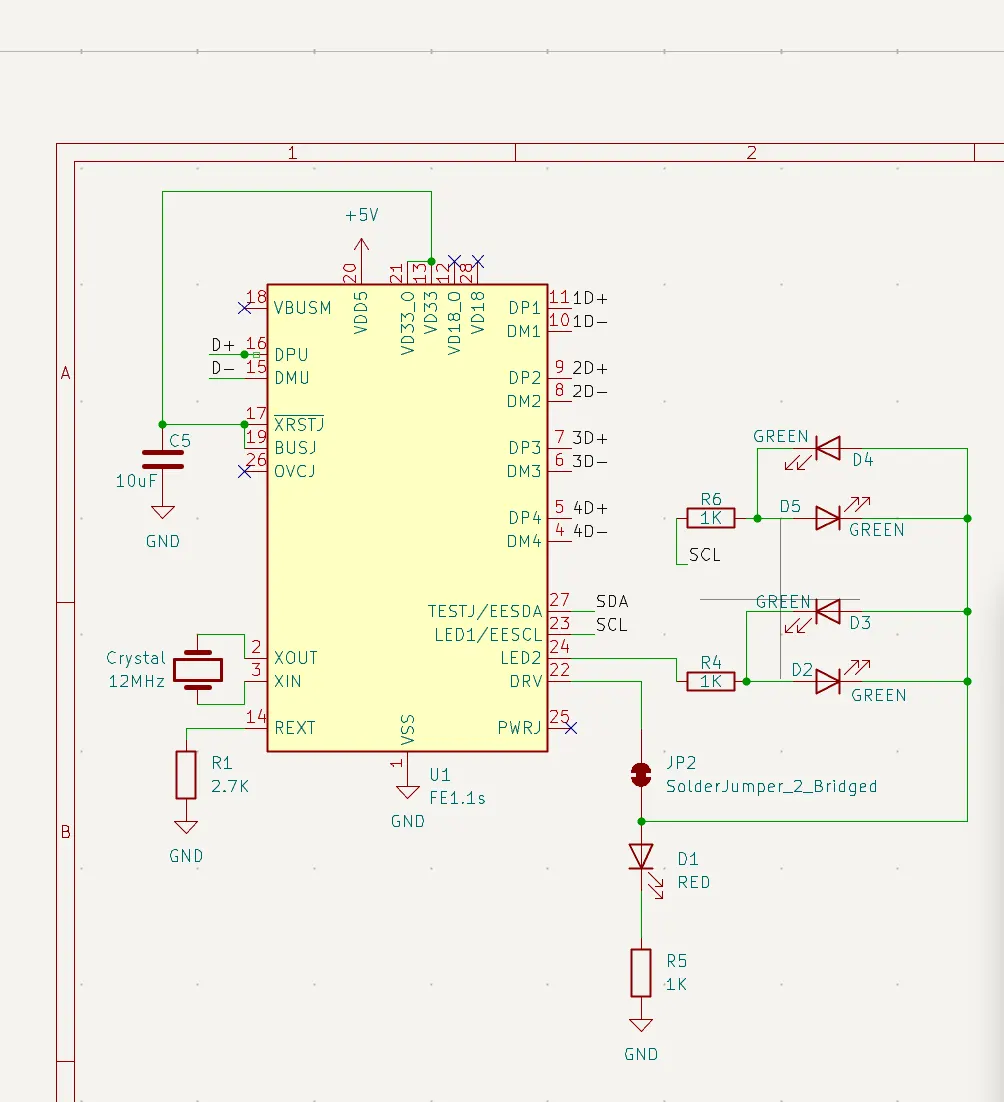 1
2
+5V
20
21
13
12
28
18
VBUSM
VDD5
VD33_O
VD33
VD18_O
VD18
DP1
11
1D+
DM1
10
1D-
D+
16
DPU
D-
15
DMU
DP2
9
2D+
DM2
8
2D-
A
17
XRSTJ
19
BUSJ
26
OVCJ
C5
10uF
GND
DP3
7
3D+
DM3
6
3D-
DP4
5
4D+
DM4
4
4D-
GREEN
D4
R6
1K
D5
GREEN
SCL
TESTJ/EESDA
27
SDA
LED1/EESCL
23
SCL
LED2
24
DRV
22
GREEN
D3
R4
1K
D2
GREEN
Crystal
12MHz
2
XOUT
3
XIN
14
REXT
VSS
1
PWRJ
25
R1
2.7K
GND
U1
FE1.1s
GND
JP2
SolderJumper_2_Bridged
B
D1
RED
R5
1K
GND